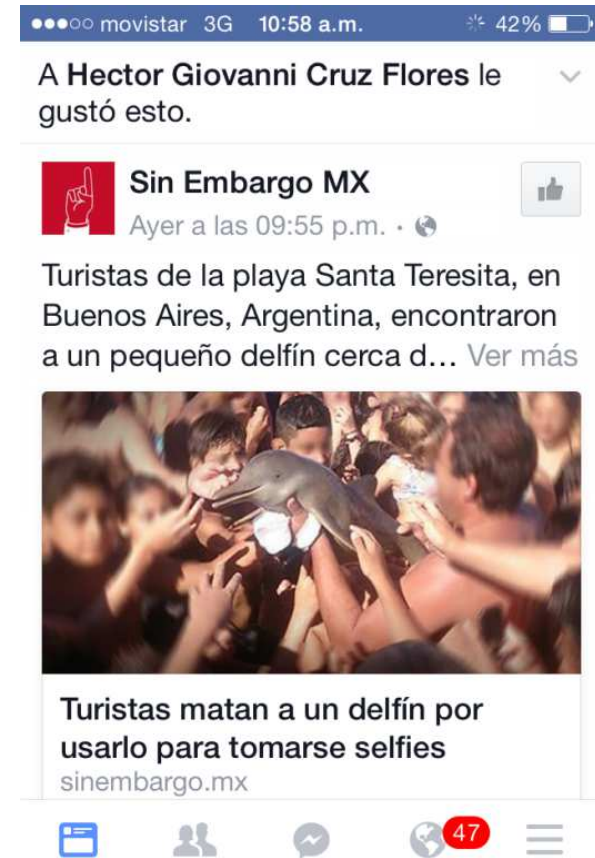 movistar 3G 10:58 a.m. 42%
A Hector Giovanni Cruz Flores le
gustó esto.
Sin Embargo MX
Ayer a las 09:55 p.m. ·
Turistas de la playa Santa Teresita, en
Buenos Aires, Argentina, encontraron
a un pequeño delfín cerca d... Ver más
Turistas matan a un delfín por
usarlo para tomarse selfies
sinembargo.mx
47